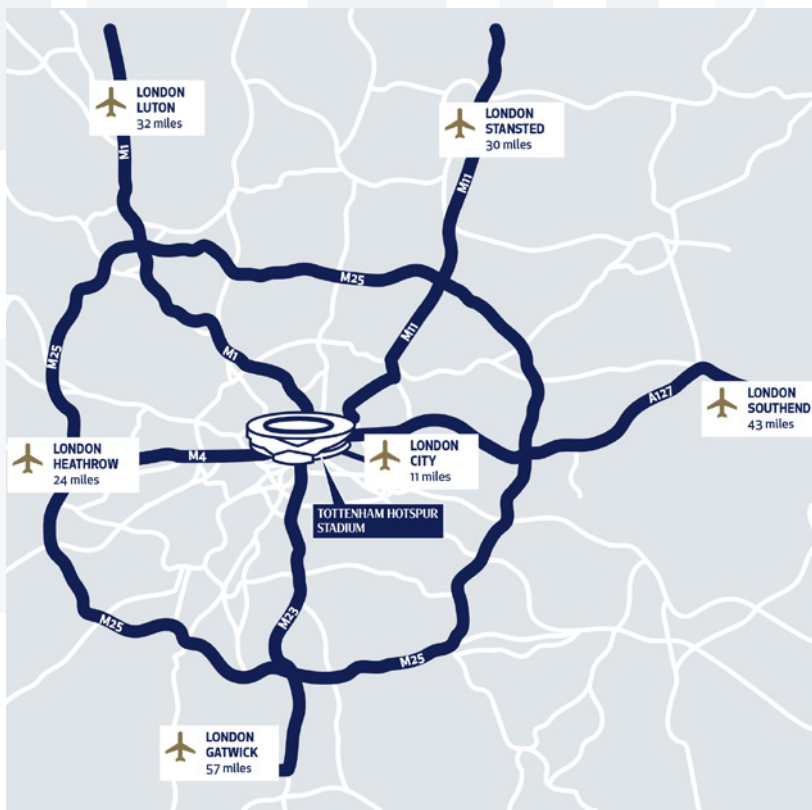 LONDON
LUTON
32 miles
LONDON
STANSTED
30 miles
M1
M11
M25
M11
M25
M1
A127
LONDON
SOUTHEND
43 miles
LONDON
HEATHROW
24 miles
M4
LONDON
CITY
11 miles
TOTTENHAM HOTSPUR
STADIUM
M23
M25
M25
LONDON
GATWICK
57 miles